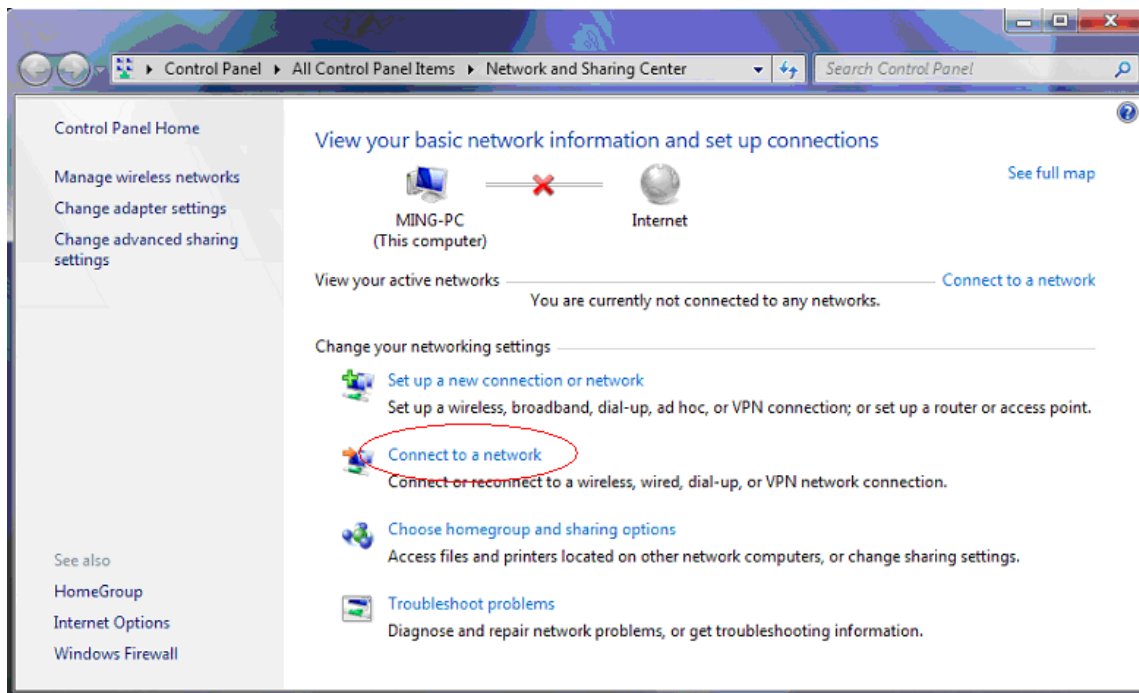 Control Panel ▸ All Control Panel Items ▸ Network and Sharing Center
Search Control Panel
Control Panel Home
Manage wireless networks
Change adapter settings
Change advanced sharing
settings
See also
HomeGroup
Internet Options
Windows Firewall
View your basic network information and set up connections
See full map
MING-PC
(This computer)
Internet
View your active networks
Connect to a network
You are currently not connected to any networks.
Change your networking settings
Set up a new connection or network
Set up a wireless, broadband, dial-up, ad hoc, or VPN connection; or set up a router or access point.
Connect to a network
Connect or reconnect to a wireless, wired, dial-up, or VPN network connection.
Choose homegroup and sharing options
Access files and printers located on other network computers, or change sharing settings.
Troubleshoot problems
Diagnose and repair network problems, or get troubleshooting information.